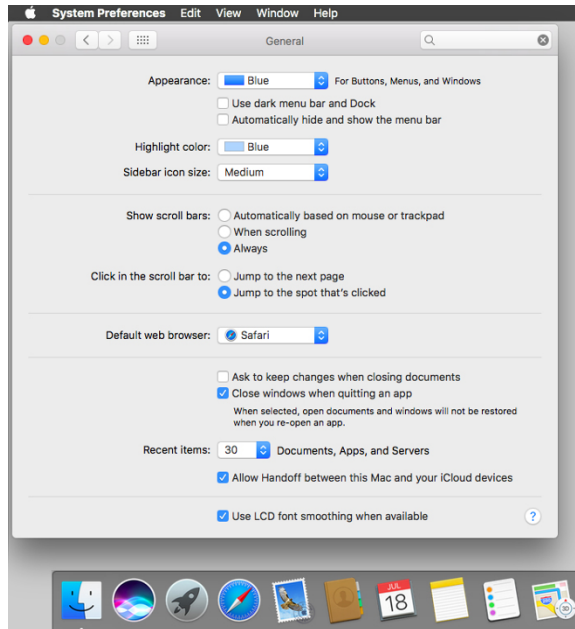 System Preferences Edit View Window Help
General
Appearance: Blue For Buttons, Menus, and Windows
Use dark menu bar and Dock
Automatically hide and show the menu bar
Highlight color: Blue
Sidebar icon size: Medium
Show scroll bars: Automatically based on mouse or trackpad
When scrolling
Always
Click in the scroll bar to: Jump to the next page
Jump to the spot that's clicked
Default web browser: Safari
Ask to keep changes when closing documents
Close windows when quitting an app
When selected, open documents and windows will not be restored
when you re-open an app.
Recent items: 30 Documents, Apps, and Servers
Allow Handoff between this Mac and your iCloud devices
Use LCD font smoothing when available ?
JUL
18
3D